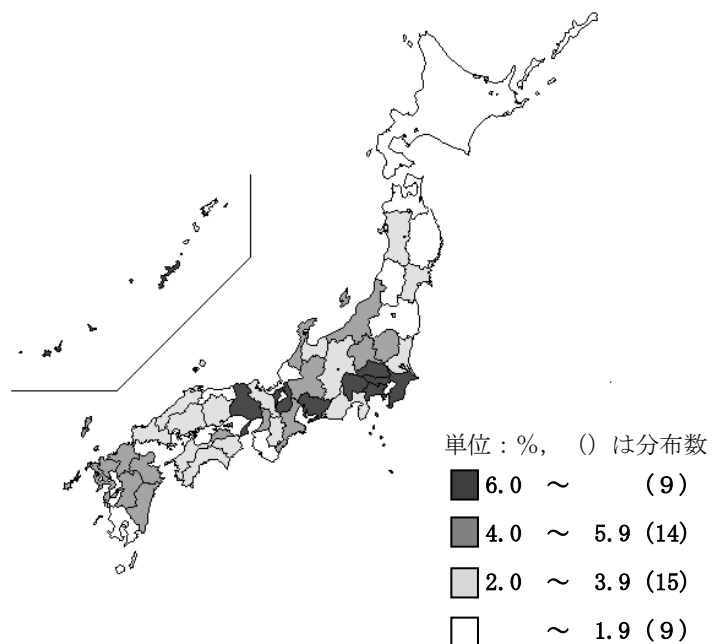 単位：%， （）は分布数
6.0 ～ （9）
4.0 ～ 5.9 (14)
2.0 ～ 3.9 (15)
～ 1.9 (9)